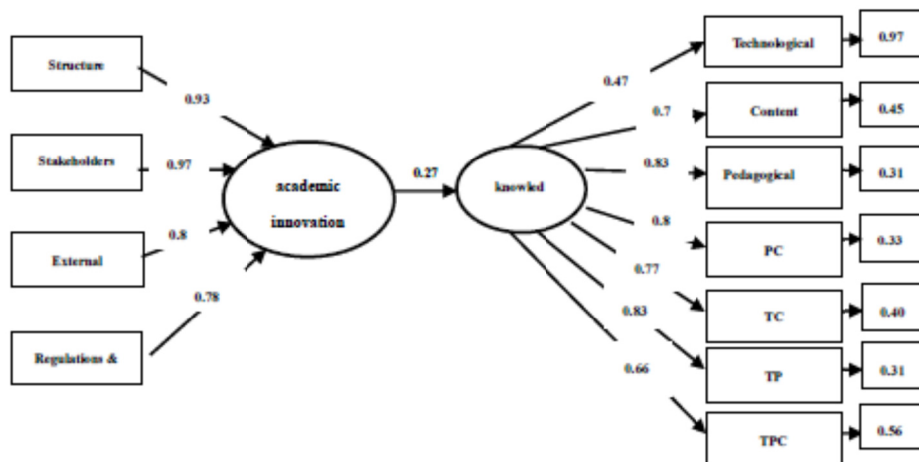 Structure
Stakeholders
External
Regulations &
0.93
0.97
0.8
0.78
academic
innovation
0.27
knowled
0.47
0.7
0.83
0.8
0.77
0.83
0.66
Technological
Content
Pedagogical
PC
TC
TP
TPC
0.97
0.45
0.31
0.33
0.40
0.31
0.56